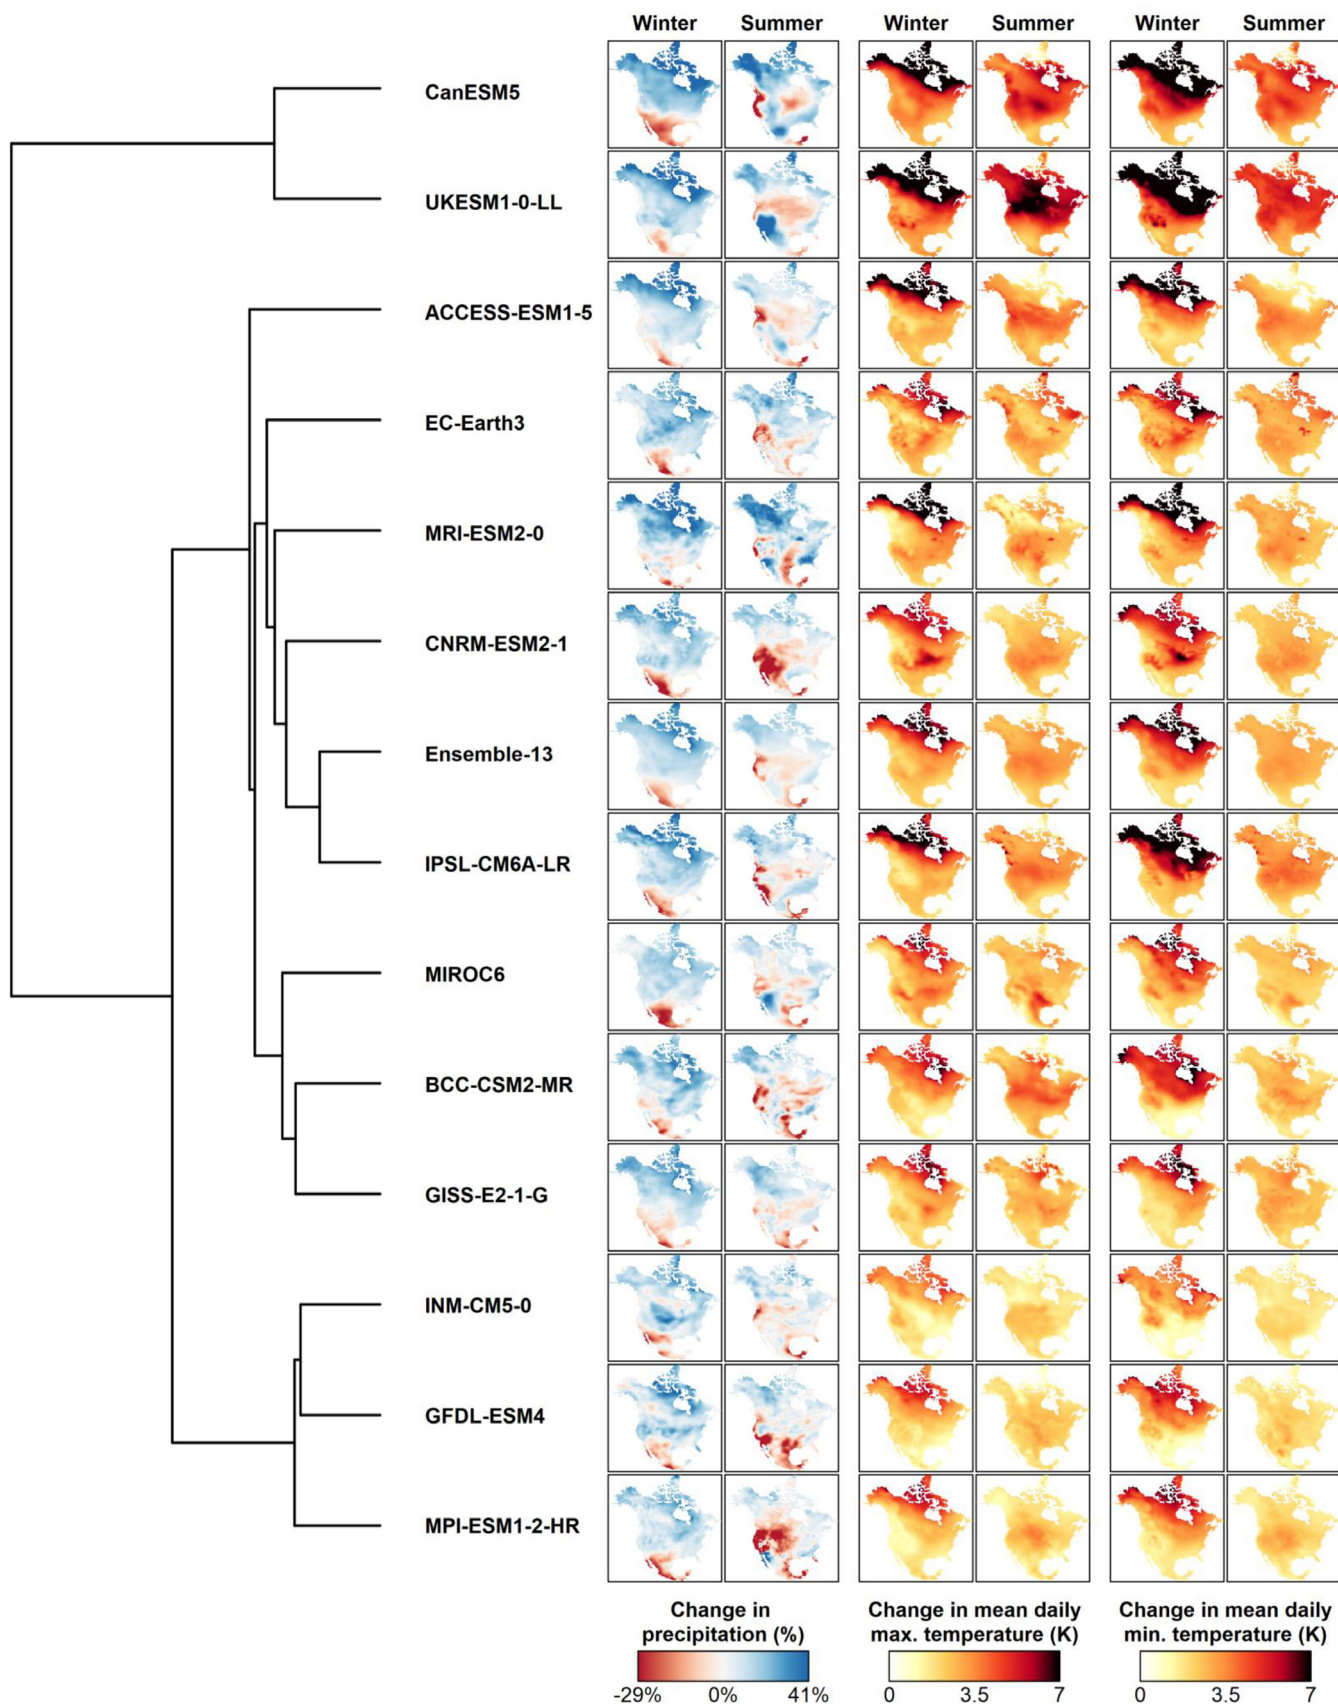 Winter Summer Winter Summer Winter Summer
CanESM5
UKESM1-0-LL
ACCESS-ESM1-5
EC-Earth3
MRI-ESM2-0
CNRM-ESM2-1
Ensemble-13
IPSL-CM6A-LR
MIROC6
BCC-CSM2-MR
GISS-E2-1-G
INM-CM5-0
GFDL-ESM4
MPI-ESM1-2-HR
Change in
precipitation (%)
-29% 0% 41%
Change in mean daily
max. temperature (K)
0 3.5 7
Change in mean daily
min. temperature (K)
0 3.5 7